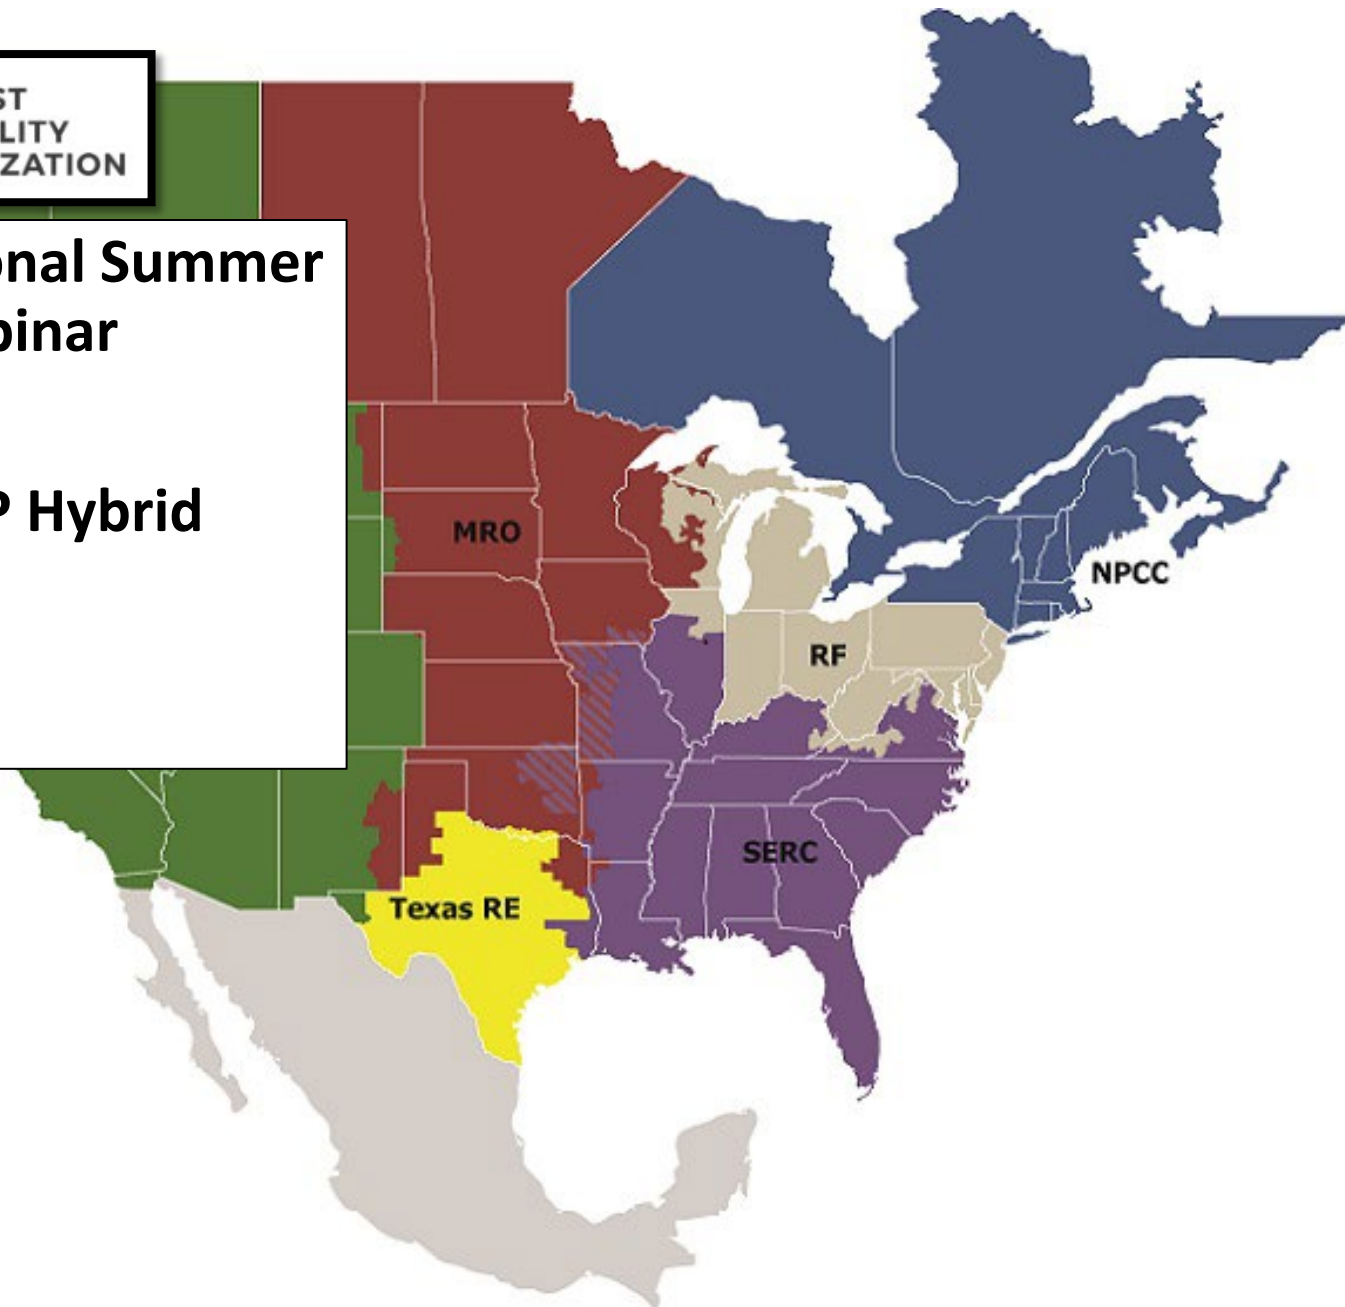 ST
LITY
ZATION
onal Summer
binar
P Hybrid
MRO
NPCC
RF
SERC
Texas RE